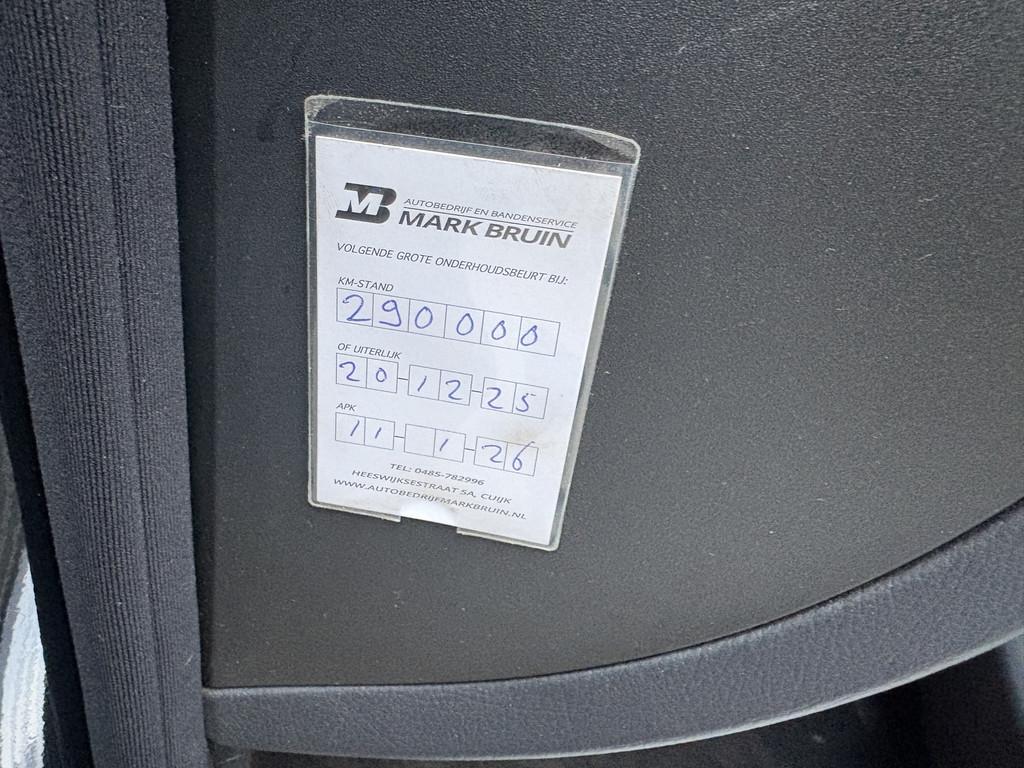 MB AUTOBEDRIJF EN BANDENSERVICE
MARK BRUIN
VOLGENDE GROTE ONDERHOUDSBEURT BIJ:
KM-STAND
290000
OF UITERLIJK
20-12-25
APK
11-1-26
TEL: 0485-782996
HEESWIJKSESTRAAT 5A, CUIJK
WWW.AUTOBEDRIJFMARKBRUIN.NL